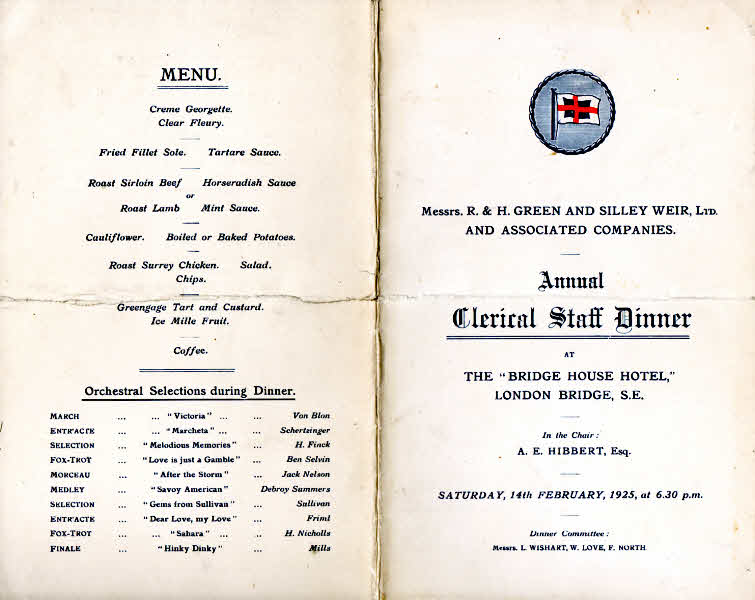 MENU.
Creme Georgette.
Clear Fleury.
Fried Fillet Sole. Tartare Sauce.
Roast Sirloin Beef Horseradish Sauce
or
Roast Lamb Mint Sauce.
Cauliflower. Boiled or Baked Potatoes.
Roast Surrey Chicken. Salad.
Chips.
Greengage Tart and Custard.
Ice Mille Fruit.
Coffee.
Orchestral Selections during Dinner.
MARCH ... ... "Victoria" ... ... Von Blon
ENTR'ACTE ... ... "Marcheta" ... ... Schertzinger
SELECTION ... "Melodious Memories" ... H. Finck
FOX-TROT ... "Love is just a Gamble" ... Ben Selvin
MORCEAU ... "After the Storm" ... Jack Nelson
MEDLEY ... "Savoy American" Debroy Summers
SELECTION ... "Gems from Sullivan" ... Sullivan
ENTR'ACTE ... "Dear Love, my Love" ... Friml
FOX-TROT ... ... "Sahara" ... ... H. Nicholls
FINALE ... "Hinky Dinky" ... Mills
Messrs. R. & H. GREEN AND SILLEY WEIR, LTD.
AND ASSOCIATED COMPANIES.
Annual
Clerical Staff Dinner
AT
THE "BRIDGE HOUSE HOTEL,"
LONDON BRIDGE, S.E.
In the Chair:
A. E. HIBBERT, Esq.
SATURDAY, 14th FEBRUARY, 1925, at 6.30 p.m.
Dinner Committee:
Messrs. L. WISHART, W. LOVE, F. NORTH